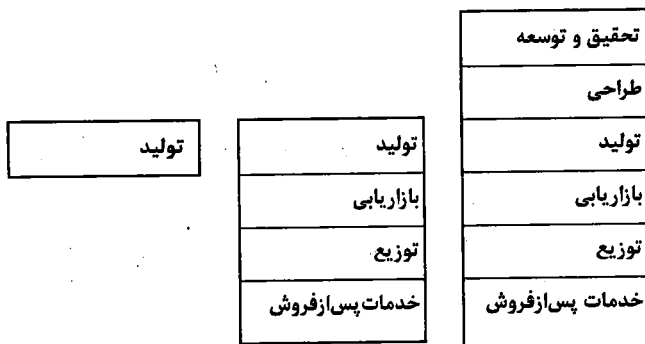 تحقیق و توسعه
طراحی
تولید
بازاریابی
توزیع
خدمات پس‌ازفروش
تولید
بازاریابی
توزیع
خدمات‌پس‌ازفروش
تولید